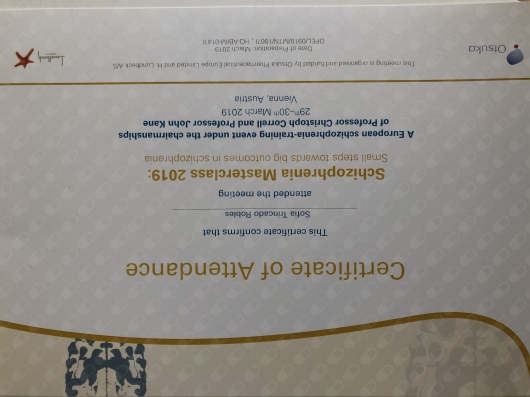 Certificate of Attendance
This certificate confirms that
Sofia Trincado Robles
attended the meeting
Schizophrenia Masterclass 2019:
Small steps towards big outcomes in schizophrenia
A European schizophrenia-training event under the chairmanships
of Professor Christoph Correll and Professor John Kane
29th–30th March 2019
Vienna, Austria
Otsuka
This meeting is organised and funded by Otsuka Pharmaceutical Europe Limited and H. Lundbeck A/S
Date of Preparation: March 2019
Lundbeck